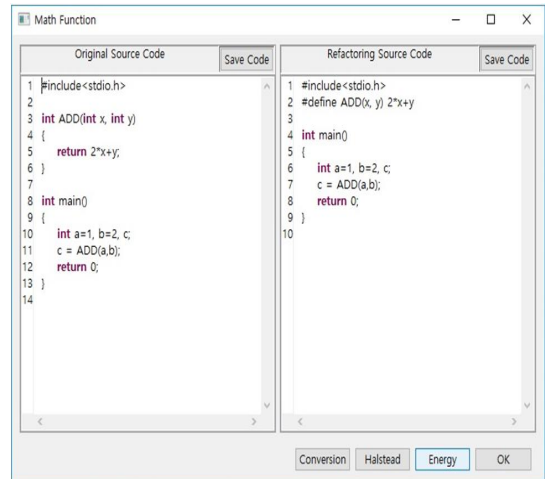 Math Function
Original Source Code
Save Code
1 #include<stdio.h>
2
3 int ADD(int x, int y)
4 {
5 return 2*x+y;
6 }
7
8 int main()
9 {
10 int a=1, b=2, c;
11 c = ADD(a,b);
12 return 0;
13 }
14
Refactoring Source Code
Save Code
1 #include<stdio.h>
2 #define ADD(x, y) 2*x+y
3
4 int main()
5 {
6 int a=1, b=2, c;
7 c = ADD(a,b);
8 return 0;
9 }
10
Conversion Halstead Energy OK